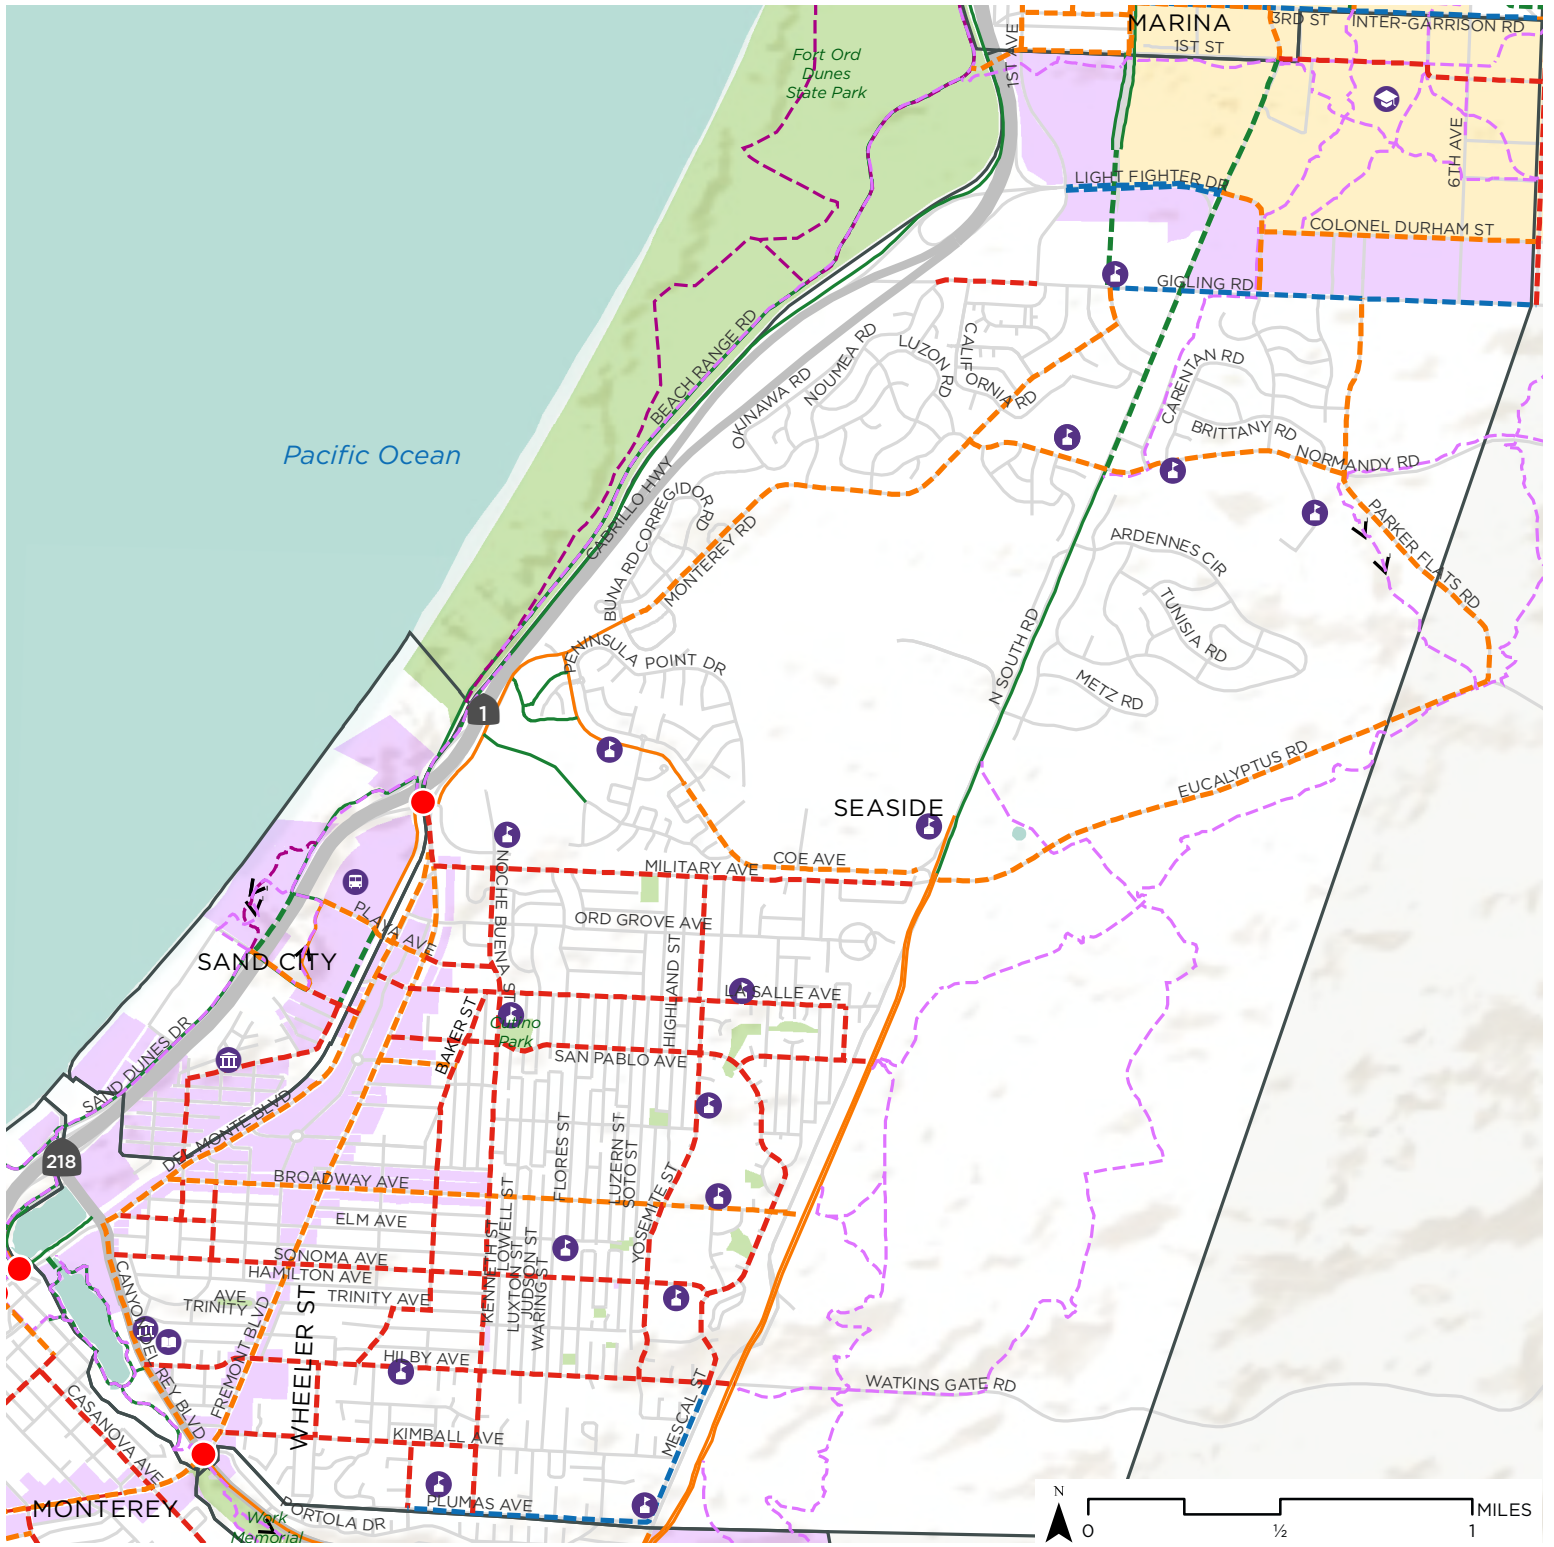 MARINA
3RD ST
INTER-GARRISON RD
1ST ST
1ST AVE
Fort Ord
Dunes
State Park
6TH AVE
LIGHT FIGHTER DR
COLONEL DURHAM ST
GIGLING RD
BEACH RANGE RD
NOUMEA RD
LUZON RD
CALIFORNIA RD
OKINAWA RD
CARENTAN RD
BRITTANY RD
NORMANDY RD
Pacific Ocean
CABRILLO HWY
CORREGIDOR RD
BUNA RD
MONTEREY RD
PARKER FLATS RD
ARDENNES CIR
TUNISIA RD
PENINSULA POINT DR
N SOUTH RD
METZ RD
1
EUCALYPTUS RD
SEASIDE
COE AVE
MILITARY AVE
NOCHE BUENA ST
PLAYA AVE
ORD GROVE AVE
HIGHLAND ST
SAND CITY
LA SALLE AVE
BAKER ST
Cutino
Park
SAN PABLO AVE
SAND DUNES DR
DEL MONTE BLVD
218
FLORES ST
LUZERN ST
SOTO ST
YOSEMITE ST
BROADWAY AVE
ELM AVE
SONOMA AVE
HAMILTON AVE
KENNETH ST
LOWELL ST
LUXTON ST
JUDSON ST
WARING ST
TRINITY AVE
AVE
TRINITY
CANYON DEL REY BLVD
FREMONT BLVD
WHEELER ST
HILBY AVE
WATKINS GATE RD
CASANOVA AVE
KIMBALL AVE
MESCAL ST
PLUMAS AVE
PORTOLA DR
MONTEREY
Work
Memorial
N
0
½
1
MILES